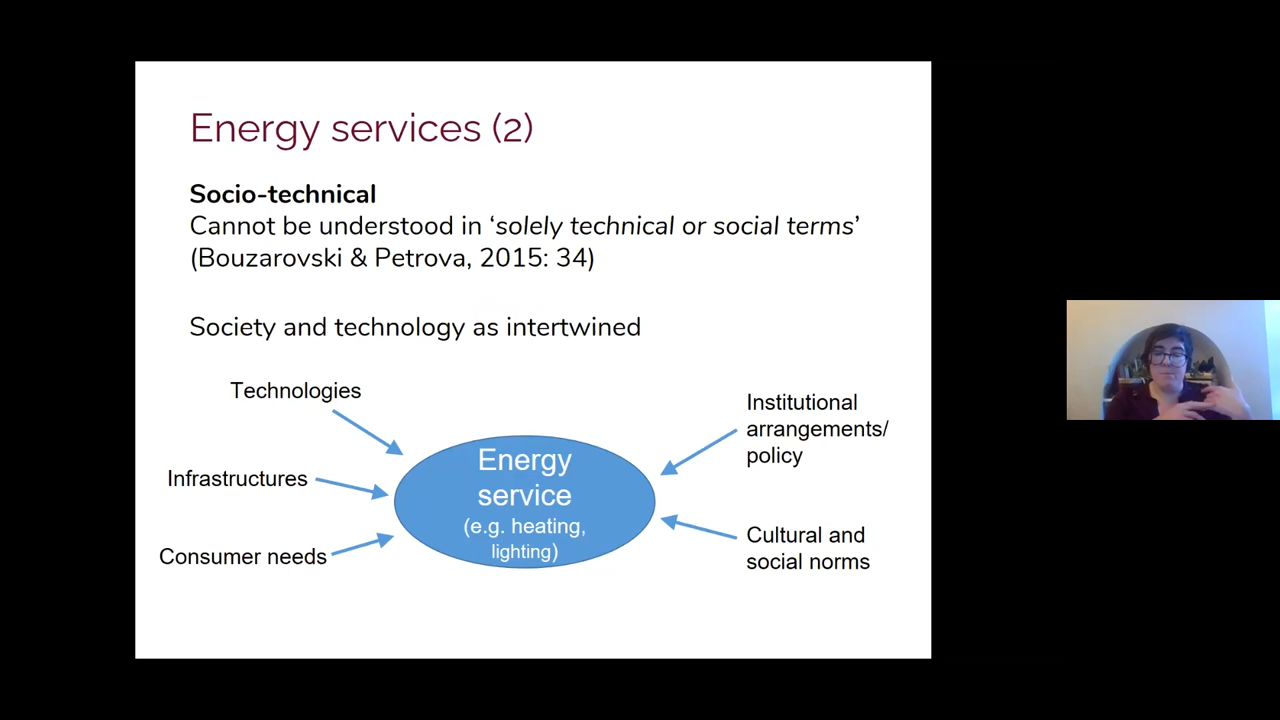 Energy services (2)
Socio-technical
Cannot be understood in ‘solely technical or social terms’
(Bouzarovski & Petrova, 2015: 34)
Society and technology as intertwined
Technologies
Infrastructures
Consumer needs
Energy
service
(e.g. heating,
lighting)
Institutional
arrangements/
policy
Cultural and
social norms